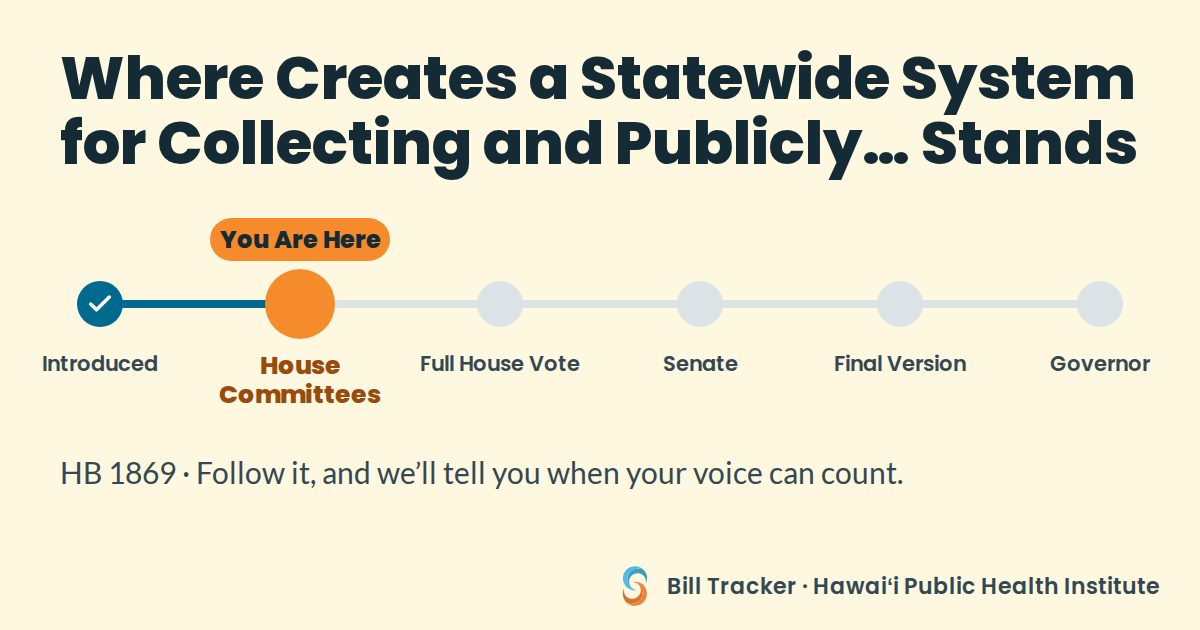 Where Creates a Statewide System
for Collecting and Publicly... Stands
You Are Here
Introduced
House
Committees
Full House Vote
Senate
Final Version
Governor
HB 1869 · Follow it, and we’ll tell you when your voice can count.
Bill Tracker · Hawaiʻi Public Health Institute